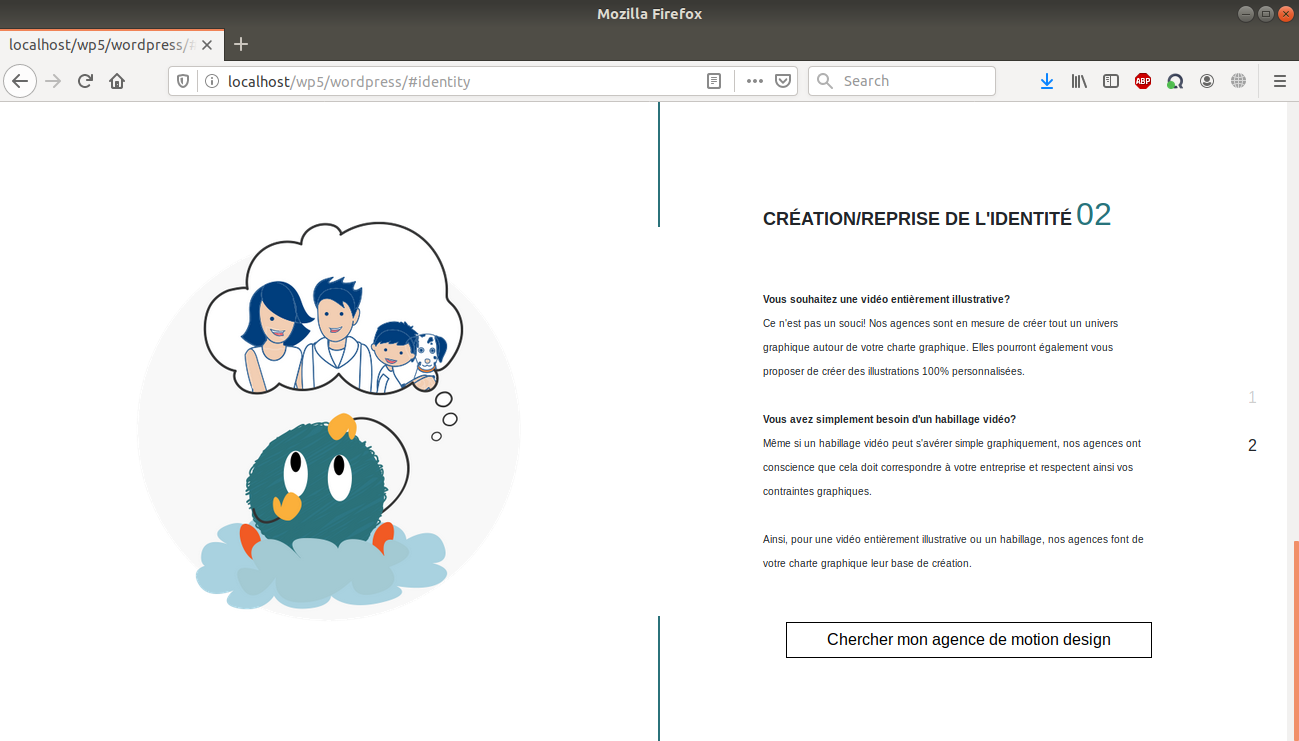 Mozilla Firefox
localhost/wp5/wordpress/#
localhost/wp5/wordpress/#identity
Search
ABP
CRÉATION/REPRISE DE L'IDENTITÉ 02
Vous souhaitez une vidéo entièrement illustrative?
Ce n'est pas un souci! Nos agences sont en mesure de créer tout un univers
graphique autour de votre charte graphique. Elles pourront également vous
proposer de créer des illustrations 100% personnalisées.
Vous avez simplement besoin d'un habillage vidéo?
Même si un habillage vidéo peut s'avérer simple graphiquement, nos agences ont
conscience que cela doit correspondre à votre entreprise et respectent ainsi vos
contraintes graphiques.
Ainsi, pour une vidéo entièrement illustrative ou un habillage, nos agences font de
votre charte graphique leur base de création.
Chercher mon agence de motion design
1
2